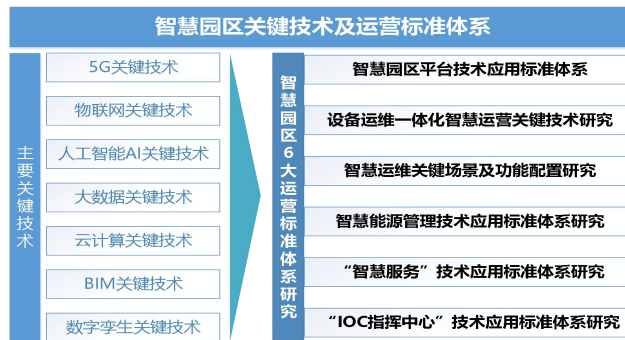 智慧园区关键技术及运营标准体系
主要关键技术
5G关键技术
物联网关键技术
人工智能AI关键技术
大数据关键技术
云计算关键技术
BIM关键技术
数字孪生关键技术
智慧园区6大运营标准体系研究
智慧园区平台技术应用标准体系
设备运维一体化智慧运营关键技术研究
智慧运维关键场景及功能配置研究
智慧能源管理技术应用标准体系研究
“智慧服务”技术应用标准体系研究
“IOC指挥中心”技术应用标准体系研究